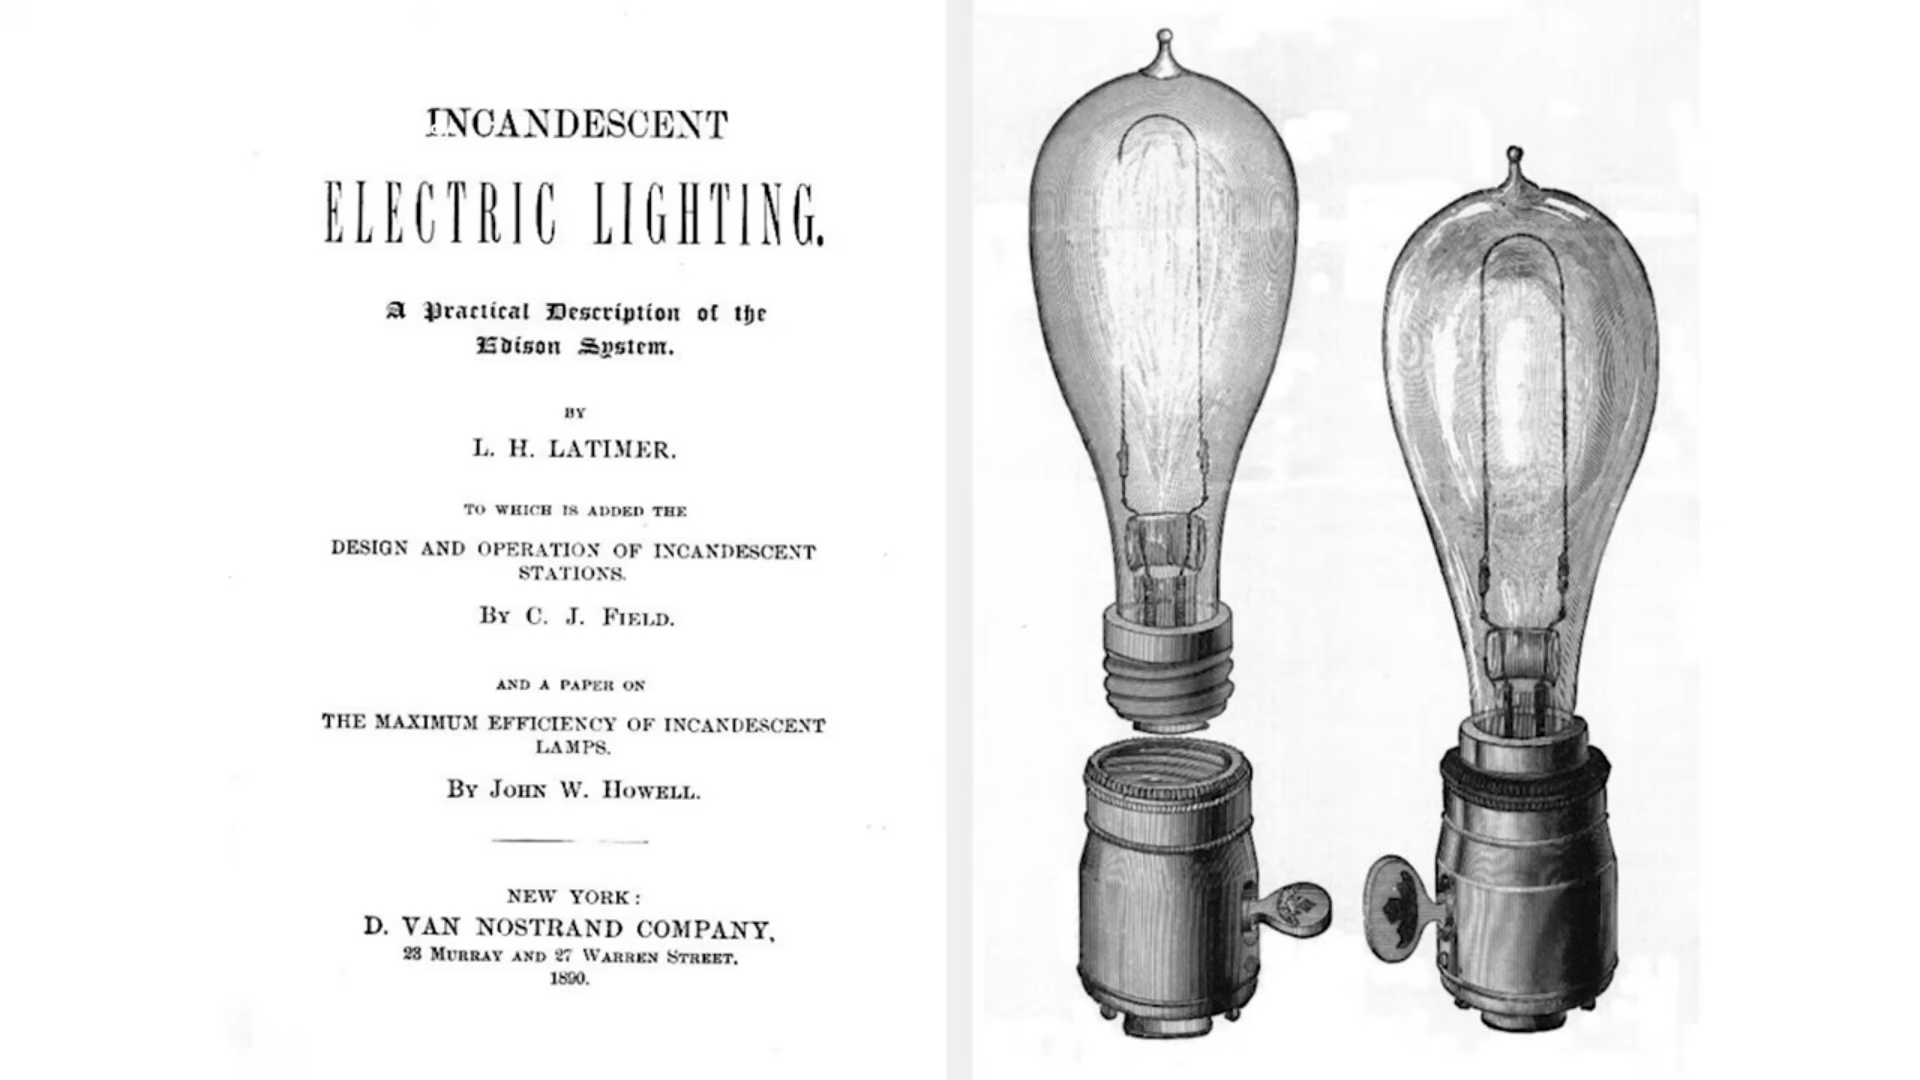 INCANDESCENT
ELECTRIC LIGHTING.
A Practical Description of the
Edison System.
BY
L. H. LATIMER.
TO WHICH IS ADDED THE
DESIGN AND OPERATION OF INCANDESCENT
STATIONS.
By C. J. Field.
AND A PAPER ON
THE MAXIMUM EFFICIENCY OF INCANDESCENT
LAMPS.
By John W. Howell.
NEW YORK:
D. VAN NOSTRAND COMPANY,
23 Murray and 27 Warren Street.
1890.